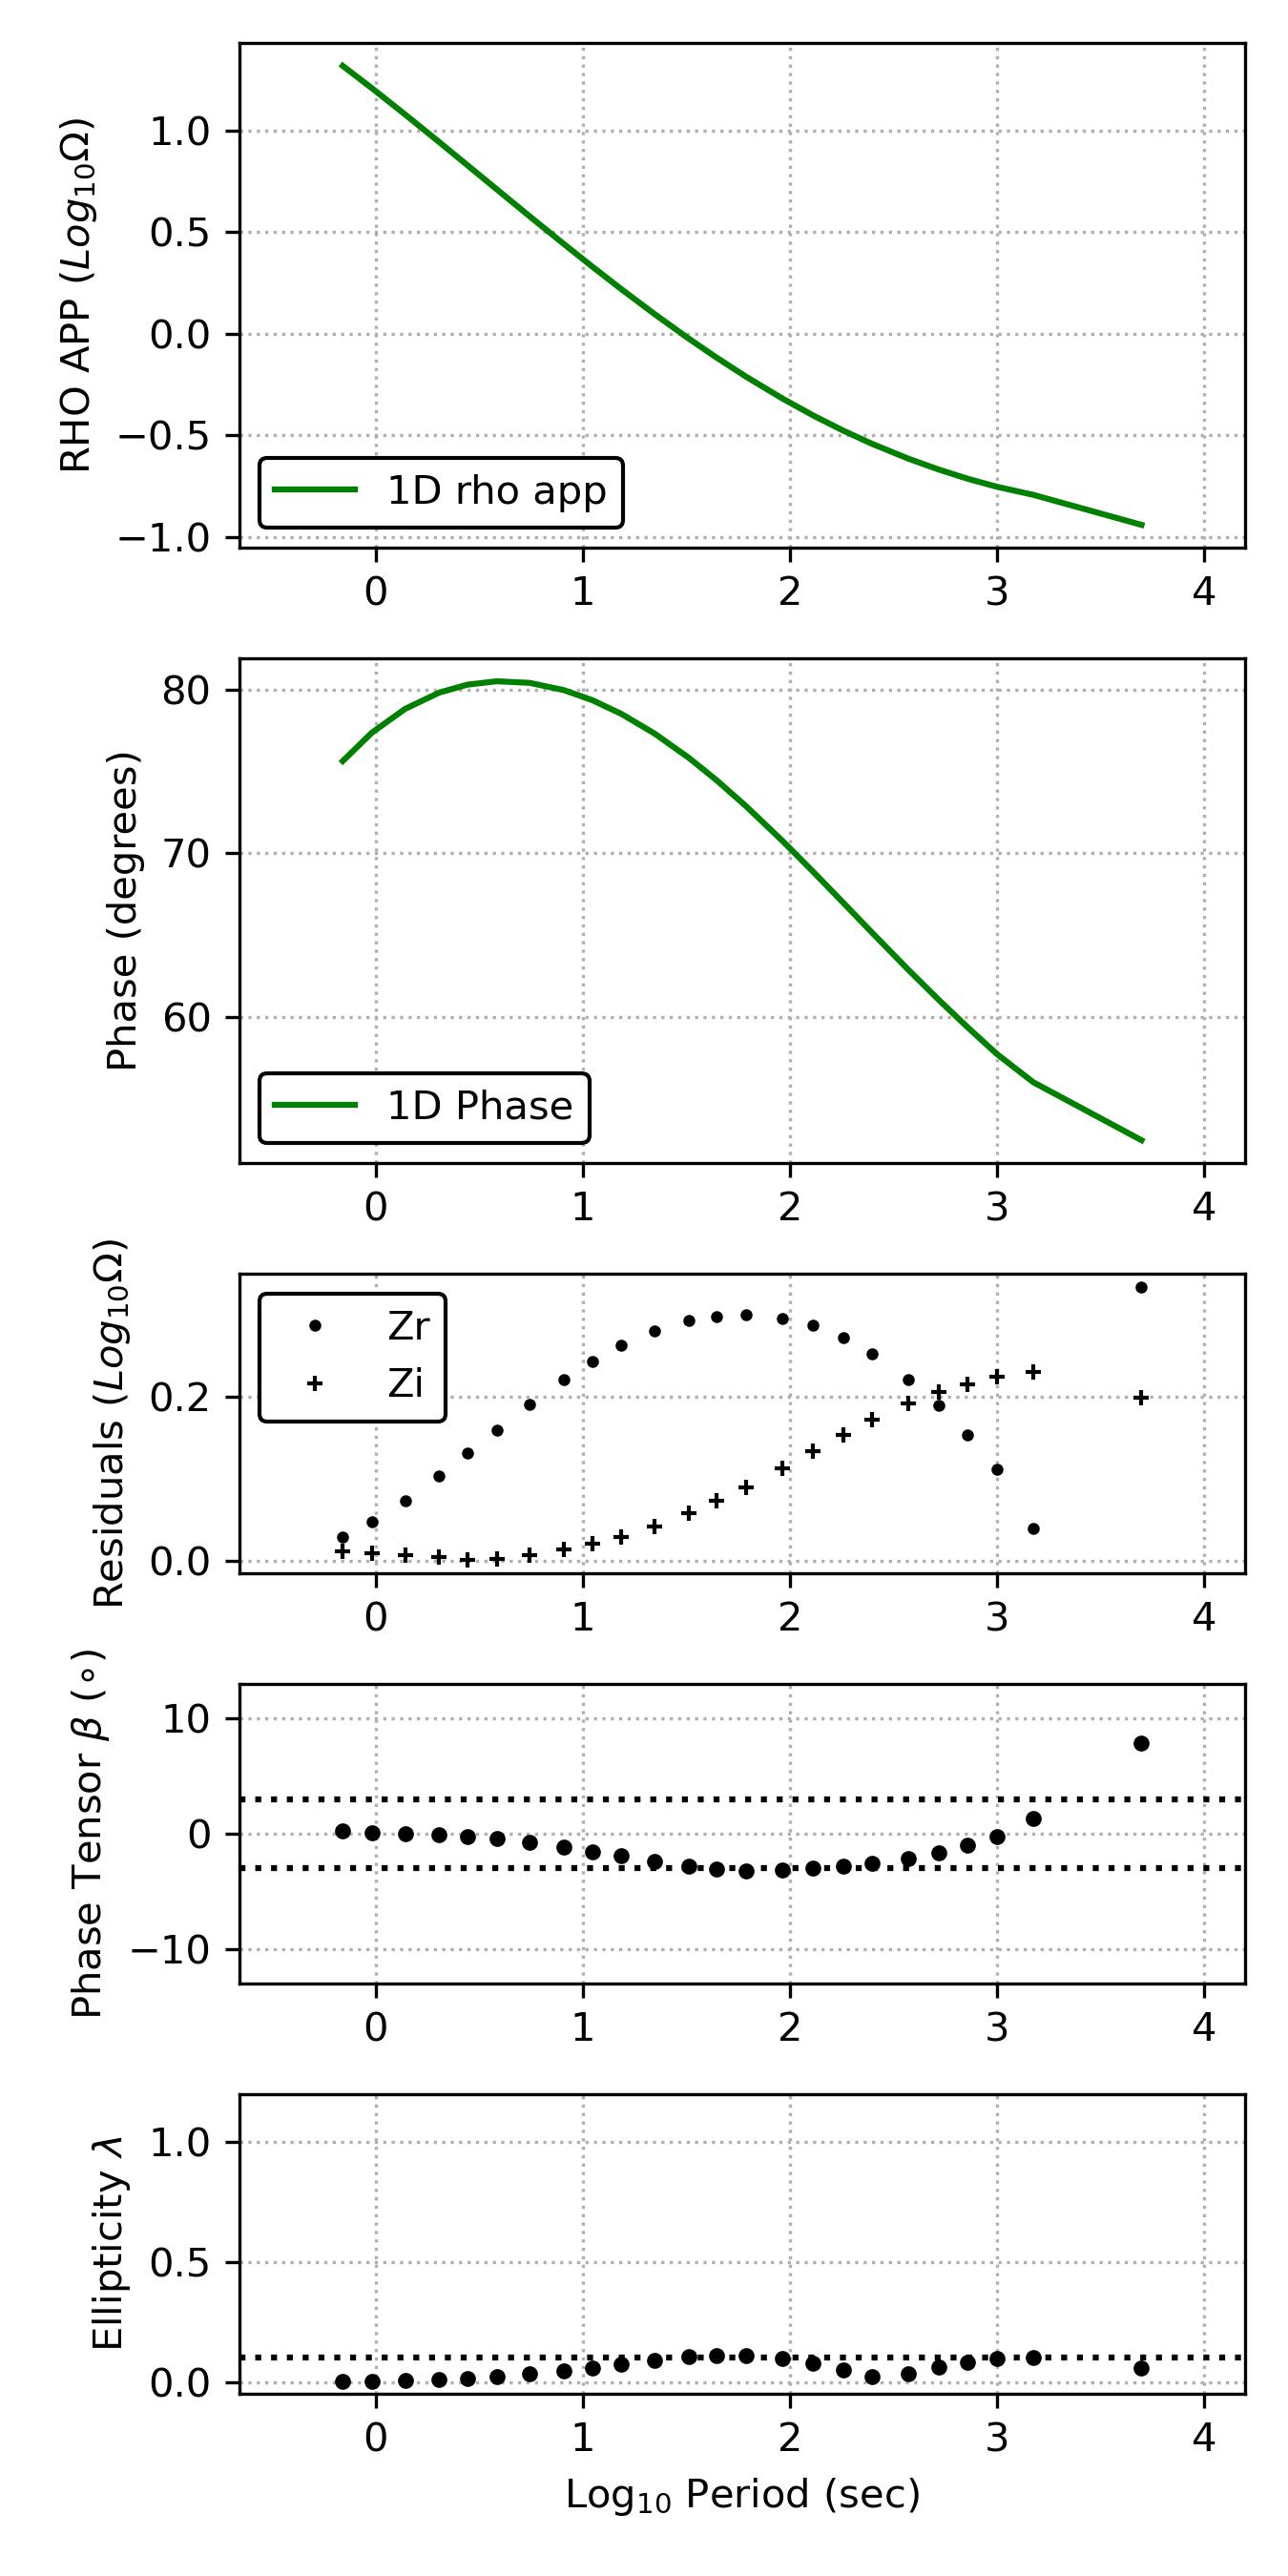 RHO APP (Log₁₀Ω)
1.0
0.5
0.0
−0.5
−1.0
1D rho app
0 1 2 3 4
Phase (degrees)
80
70
60
1D Phase
0 1 2 3 4
Residuals (Log₁₀Ω)
0.2
0.0
Zr
Zi
0 1 2 3 4
Phase Tensor β (∘)
10
0
−10
0 1 2 3 4
Ellipticity λ
1.0
0.5
0.0
0 1 2 3 4
Log₁₀ Period (sec)